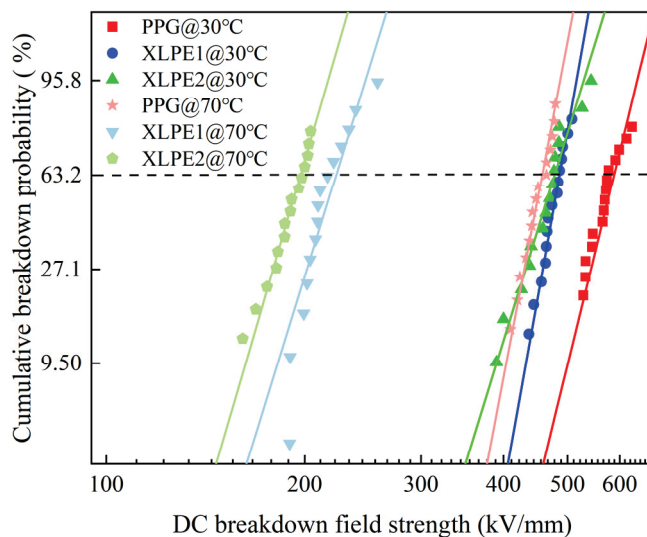 PPG@30℃
XLPE1@30℃
XLPE2@30℃
PPG@70℃
XLPE1@70℃
XLPE2@70℃
Cumulative breakdown probability ( %)
95.8
63.2
27.1
9.50
100
200
300
400
500
600
DC breakdown field strength (kV/mm)